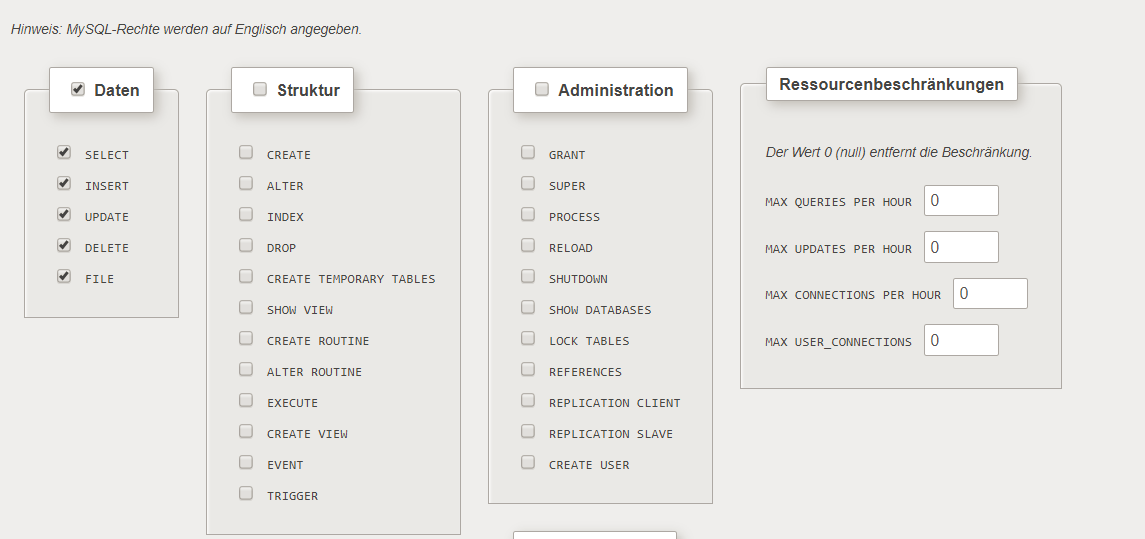 Hinweis: MySQL-Rechte werden auf Englisch angegeben.
Daten
SELECT
INSERT
UPDATE
DELETE
FILE
Struktur
CREATE
ALTER
INDEX
DROP
CREATE TEMPORARY TABLES
SHOW VIEW
CREATE ROUTINE
ALTER ROUTINE
EXECUTE
CREATE VIEW
EVENT
TRIGGER
Administration
GRANT
SUPER
PROCESS
RELOAD
SHUTDOWN
SHOW DATABASES
LOCK TABLES
REFERENCES
REPLICATION CLIENT
REPLICATION SLAVE
CREATE USER
Ressourcenbeschränkungen
Der Wert 0 (null) entfernt die Beschränkung.
MAX QUERIES PER HOUR 0
MAX UPDATES PER HOUR 0
MAX CONNECTIONS PER HOUR 0
MAX USER_CONNECTIONS 0